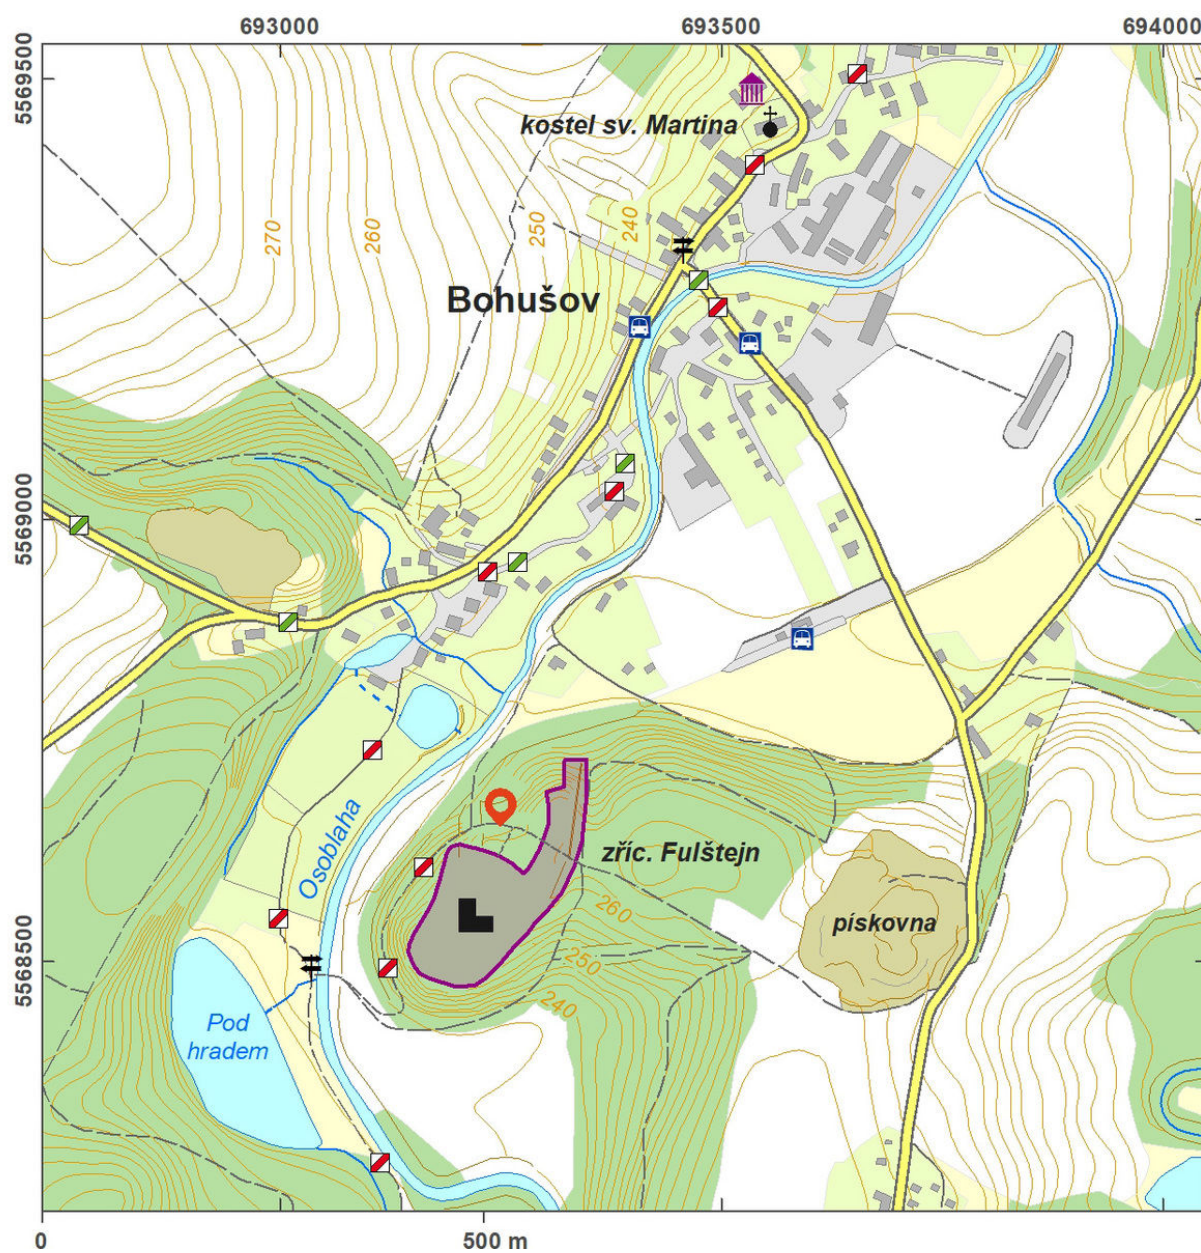 693000
693500
694000
5569500
kostel sv. Martina
270
260
250
240
Bohušov
5569000
Osoblaha
zříc. Fulštejn
260
pískovna
250
5568500
240
Pod
hradem
0
500 m